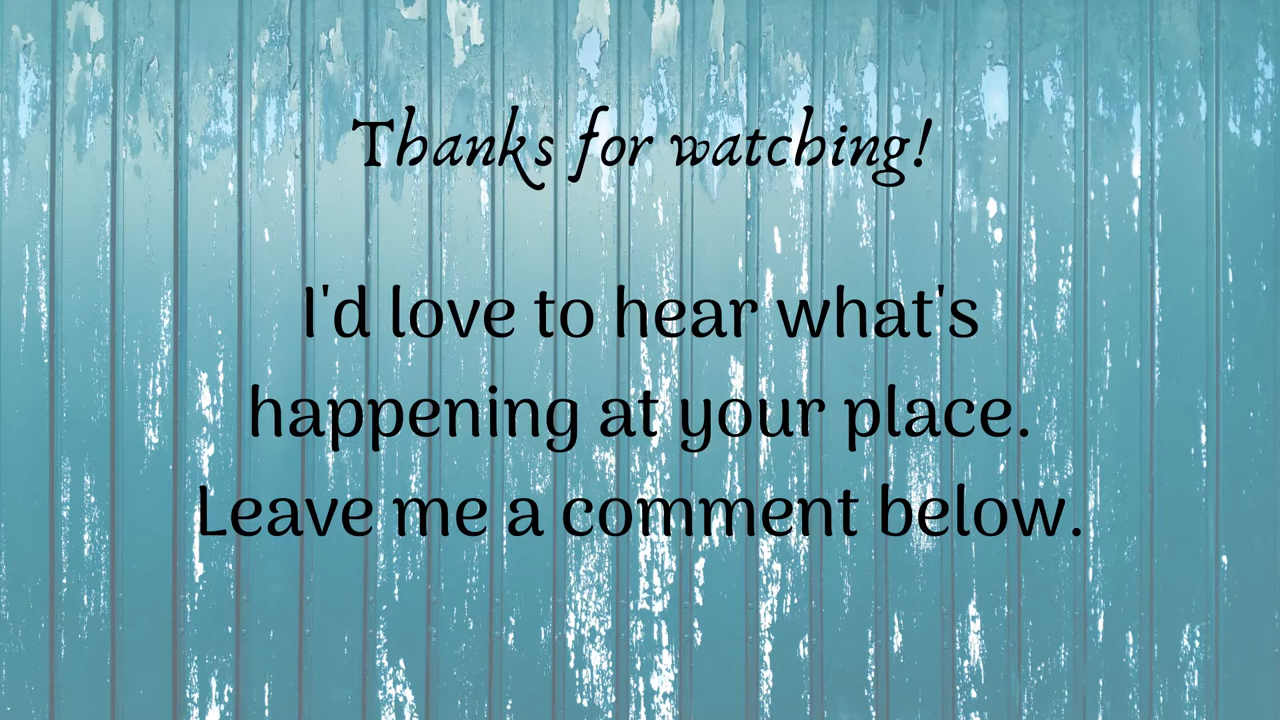 Thanks for watching!
I'd love to hear what's
happening at your place.
Leave me a comment below.